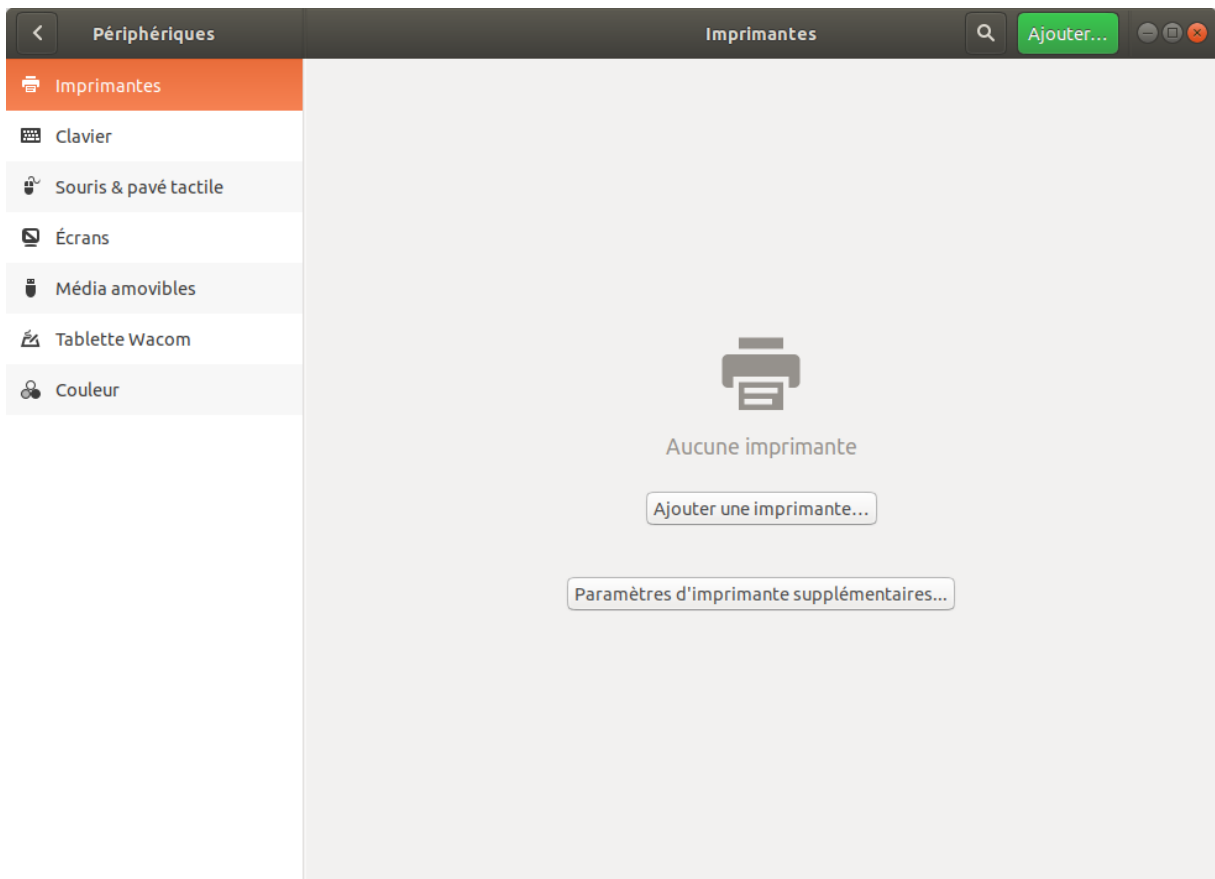 Périphériques
Imprimantes
Ajouter...
Imprimantes
Clavier
Souris & pavé tactile
Écrans
Média amovibles
Tablette Wacom
Couleur
Aucune imprimante
Ajouter une imprimante...
Paramètres d'imprimante supplémentaires...